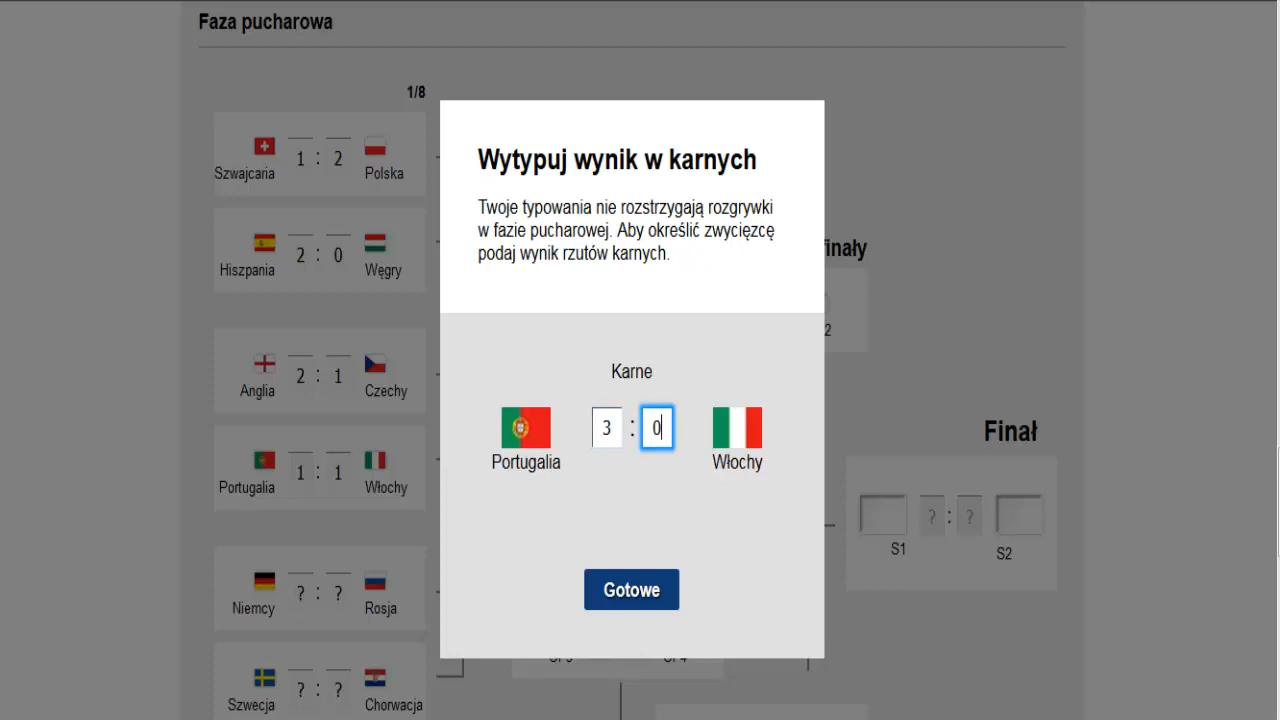 Faza pucharowa
1/8
1 : 2
Szwajcaria Polska
2 : 0
Hiszpania Węgry
2 : 1
Anglia Czechy
1 : 1
Portugalia Włochy
? : ?
Niemcy Rosja
? : ?
Szwecja Chorwacja
Wytypuj wynik w karnych
Twoje typowania nie rozstrzygają rozgrywki
w fazie pucharowej. Aby określić zwycięzcę
podaj wynik rzutów karnych.
Karne
3 : 0
Portugalia Włochy
Gotowe
finały
2
Finał
? : ?
S1 S2